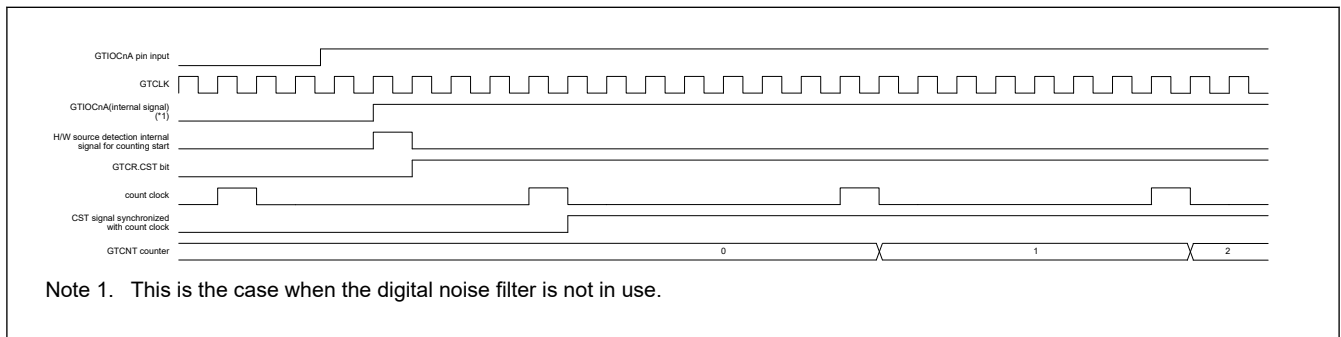 GTIOCnA pin input
GTCLK
GTIOCnA(internal signal)
(*1)
H/W source detection internal
signal for counting start
GTCR.CST bit
count clock
CST signal synchronized
with count clock
GTCNT counter
0
1
2
Note 1. This is the case when the digital noise filter is not in use.